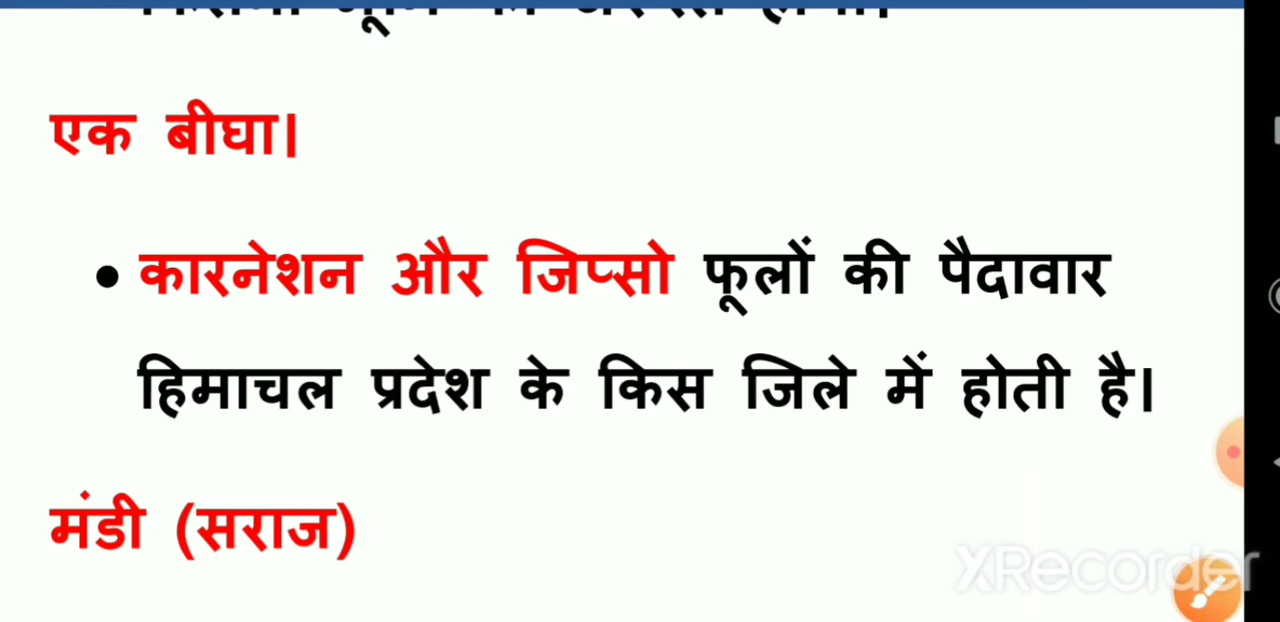 एक बीघा।
• कारनेशन और जिप्सो फूलों की पैदावार
हिमाचल प्रदेश के किस जिले में होती है।
मंडी (सराज)
XRecorder